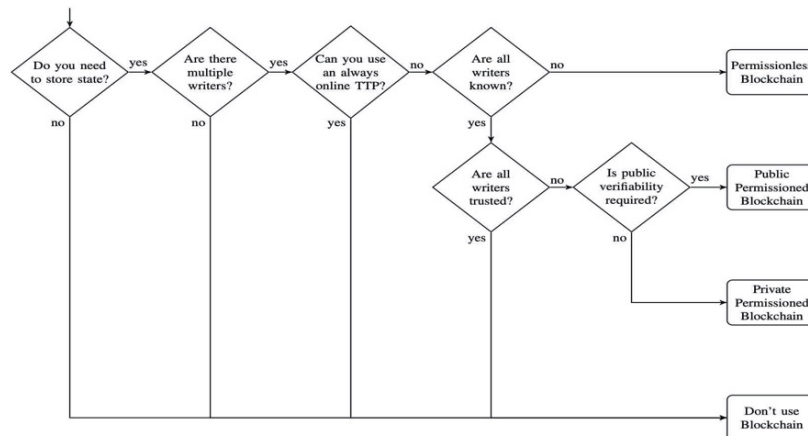 Do you need
to store state?
yes
no
Are there
multiple
writers?
yes
no
Can you use
an always
online TTP?
no
yes
Are all
writers
known?
no
yes
Permissionless
Blockchain
Are all
writers
trusted?
no
yes
Is public
verifiability
required?
yes
no
Public
Permissioned
Blockchain
Private
Permissioned
Blockchain
Don't use
Blockchain